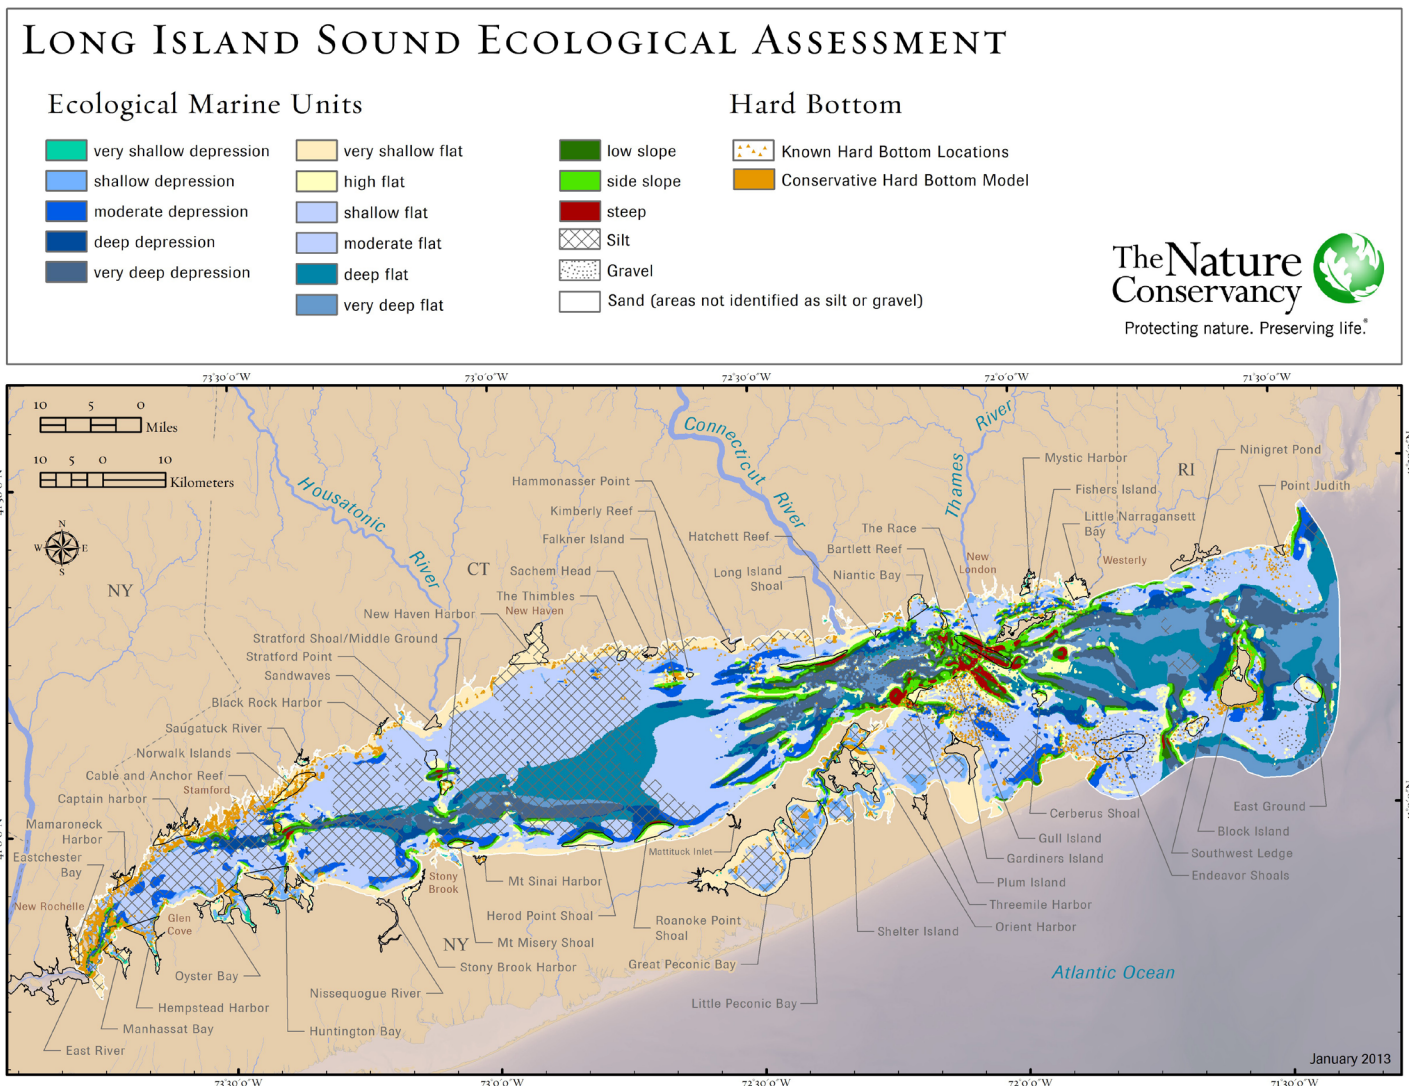 Long Island Sound Ecological Assessment
Ecological Marine Units
very shallow depression
shallow depression
moderate depression
deep depression
very deep depression
very shallow flat
high flat
shallow flat
moderate flat
deep flat
very deep flat
low slope
side slope
steep
Silt
Gravel
Sand (areas not identified as silt or gravel)
Hard Bottom
Known Hard Bottom Locations
Conservative Hard Bottom Model
The Nature
Conservancy
Protecting nature. Preserving life.®
73°30'0"W
73°0'0"W
72°30'0"W
72°0'0"W
71°30'0"W
10 5 0
Miles
10 5 0 10
Kilometers
N
W E
S
NY
CT
RI
NY
Housatonic
River
Connecticut
River
Thames
River
Hammonasser Point
Kimberly Reef
Falkner Island
Sachem Head
The Thimbles
New Haven
New Haven Harbor
Stratford Shoal/Middle Ground
Stratford Point
Sandwaves
Black Rock Harbor
Saugatuck River
Norwalk Islands
Cable and Anchor Reef
Stamford
Captain harbor
Mamaroneck
Harbor
Eastchester
Bay
New Rochelle
Hatchett Reef
Long Island
Shoal
The Race
Bartlett Reef
Niantic Bay
New
London
Mystic Harbor
Fishers Island
Little Narragansett
Bay
Westerly
Ninigret Pond
Point Judith
Glen
Cove
Oyster Bay
Hempstead Harbor
Manhassat Bay
East River
Huntington Bay
Nissequogue River
Stony Brook Harbor
Stony
Brook
Mt Misery Shoal
Mt Sinai Harbor
Herod Point Shoal
Roanoke Point
Shoal
Mattituck Inlet
Great Peconic Bay
Little Peconic Bay
Shelter Island
Orient Harbor
Threemile Harbor
Plum Island
Gardiners Island
Gull Island
Cerberus Shoal
Endeavor Shoals
Southwest Ledge
Block Island
East Ground
Atlantic Ocean
January 2013
73°30'0"W
73°0'0"W
72°30'0"W
72°0'0"W
71°30'0"W